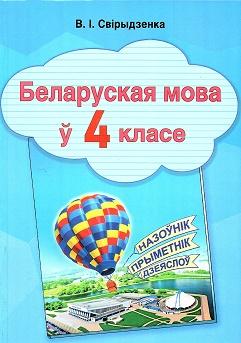 В. І. Свірыдзенка
Беларуская мова
ў 4 класе
НАЗОЎНІК
ПРЫМЕТНІК
ДЗЕЯСЛОЎ